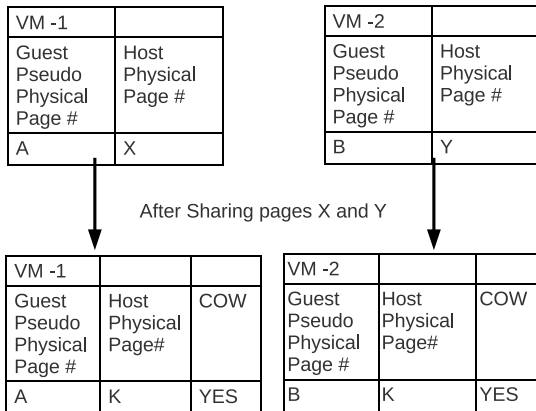 VM -1
Guest Pseudo Physical Page #
Host Physical Page #
A
X
VM -2
Guest Pseudo Physical Page #
Host Physical Page #
B
Y
After Sharing pages X and Y
VM -1
Guest Pseudo Physical Page #
Host Physical Page#
COW
A
K
YES
VM -2
Guest Pseudo Physical Page #
Host Physical Page#
COW
B
K
YES